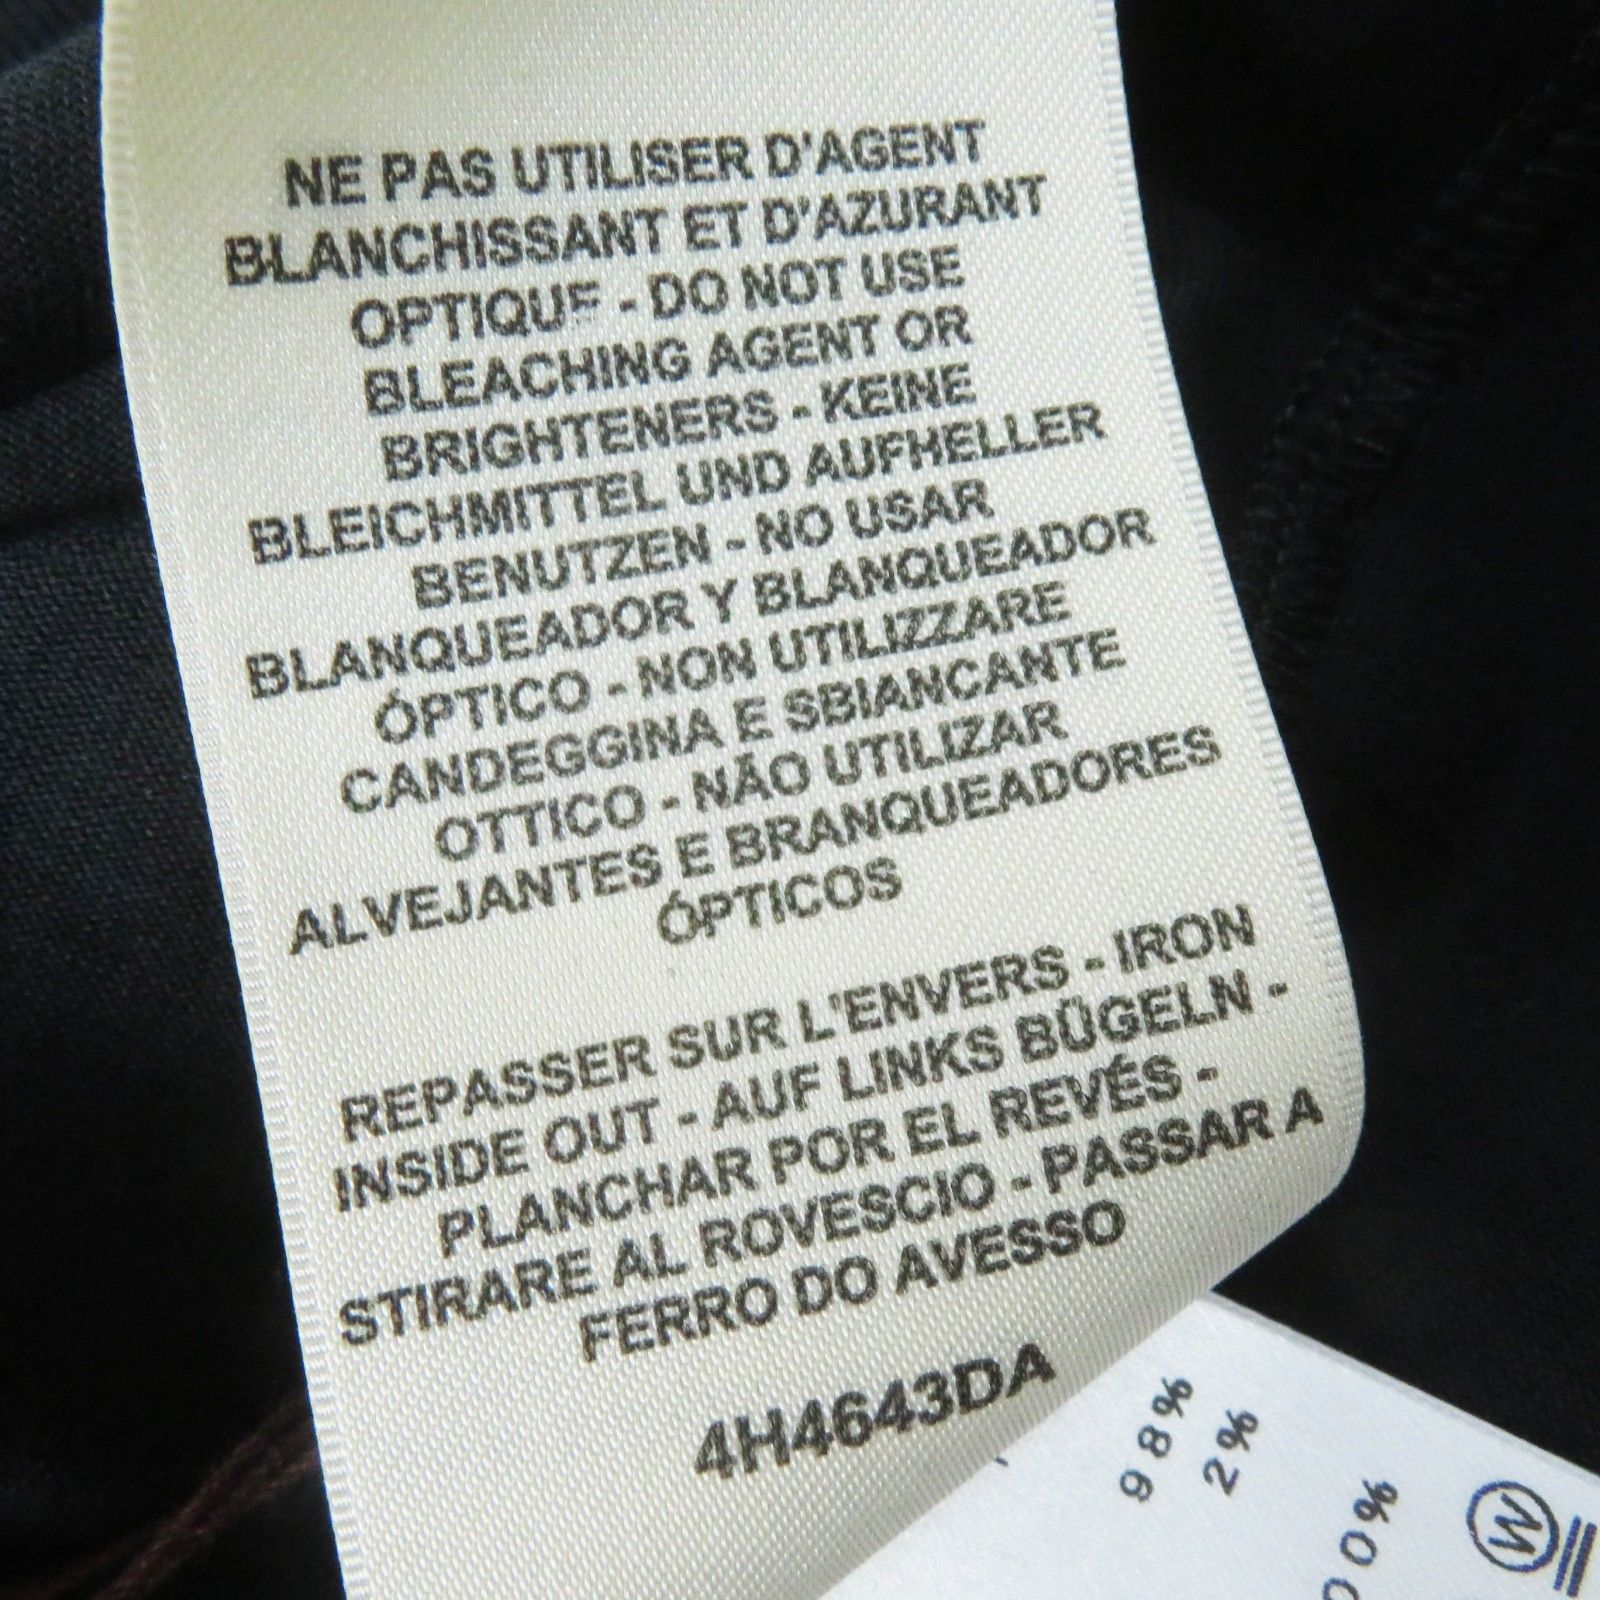 NE PAS UTILISER D'AGENT
BLANCHISSANT ET D'AZURANT
OPTIQUE - DO NOT USE
BLEACHING AGENT OR
BRIGHTENERS - KEINE
BLEICHMITTEL UND AUFHELLER
BENUTZEN - NO USAR
BLANQUEADOR Y BLANQUEADOR
ÓPTICO - NON UTILIZZARE
CANDEGGINA E SBIANCANTE
OTTICO - NÃO UTILIZAR
ALVEJANTES E BRANQUEADORES
ÓPTICOS
REPASSER SUR L'ENVERS - IRON
INSIDE OUT - AUF LINKS BÜGELN -
PLANCHAR POR EL REVÉS -
STIRARE AL ROVESCIO - PASSAR A
FERRO DO AVESSO
4H4643DA
98%
2%
00%
W